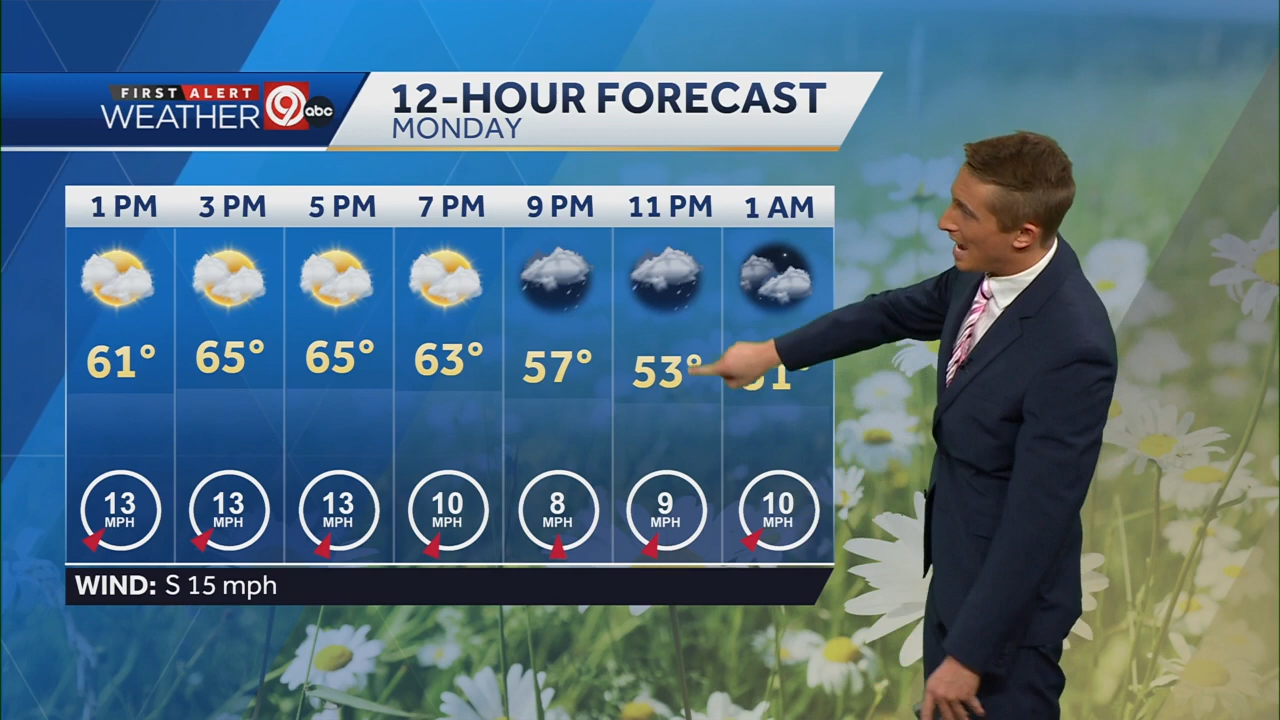 FIRST ALERT
WEATHER 9 abc
12-HOUR FORECAST
MONDAY
1 PM 3 PM 5 PM 7 PM 9 PM 11 PM 1 AM
61° 65° 65° 63° 57° 53°
13 13 13 10 8 9 10
MPH MPH MPH MPH MPH MPH MPH
WIND: S 15 mph